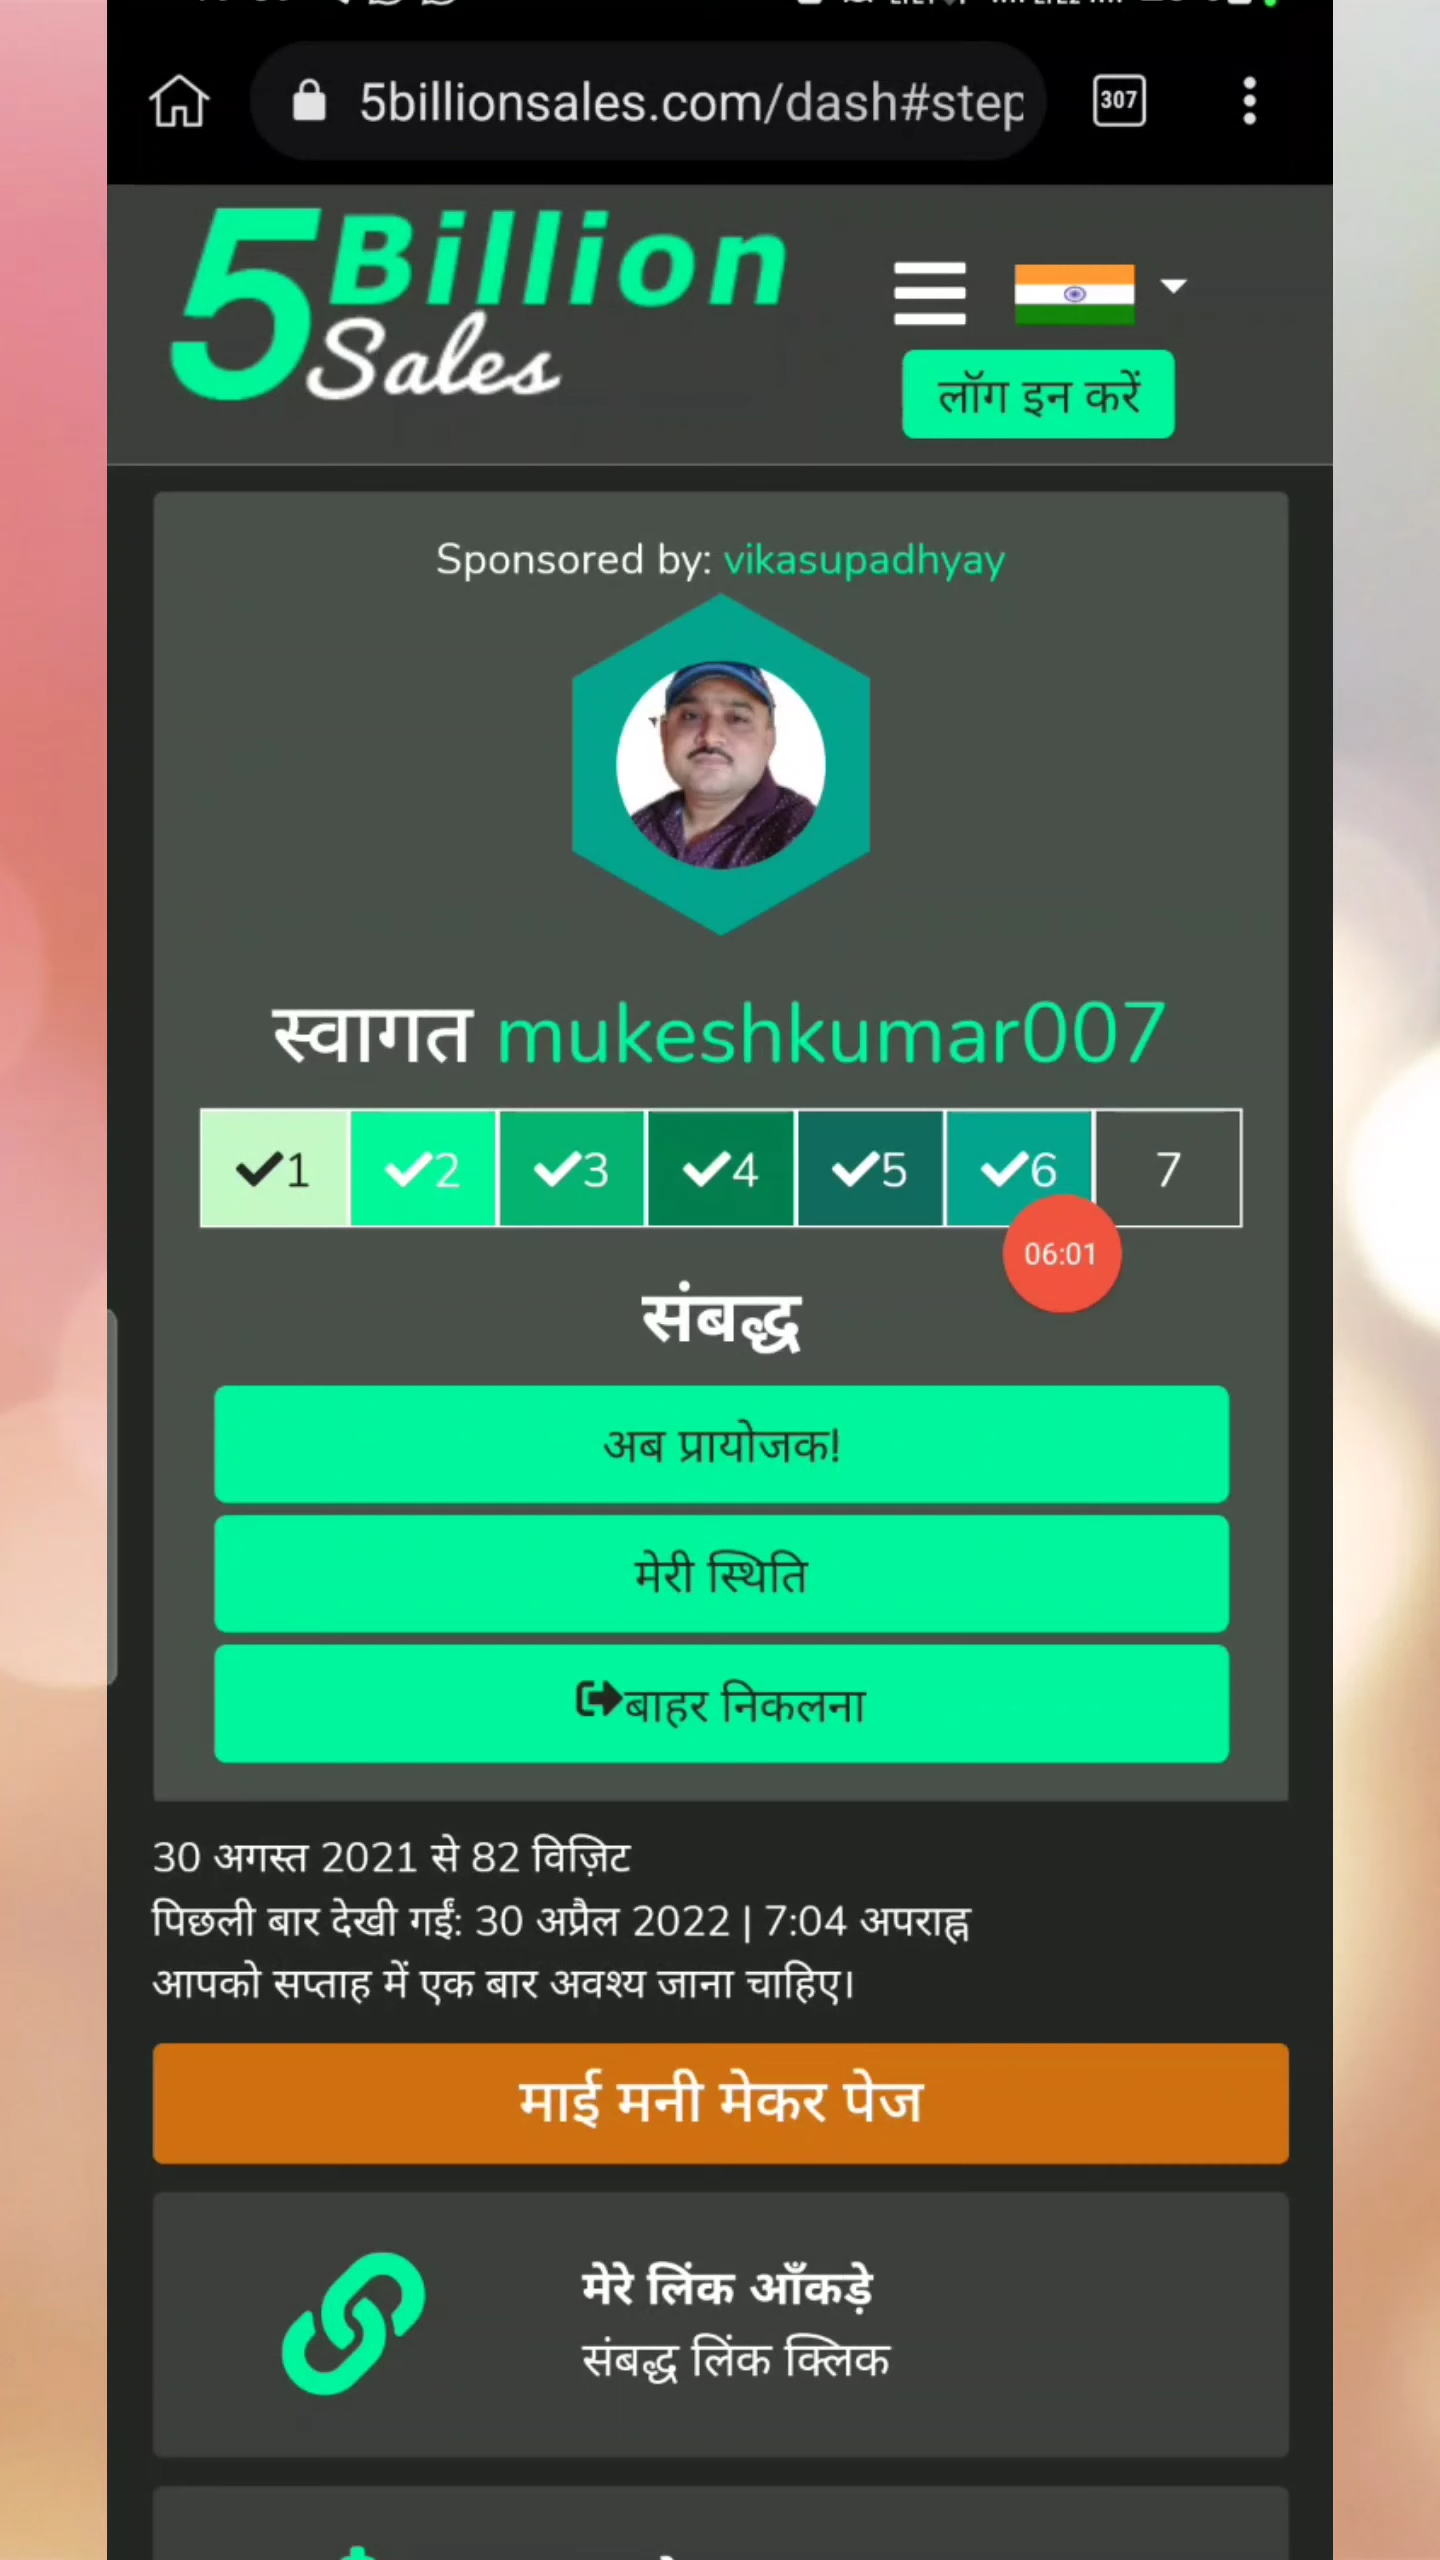 5billionsales.com/dash#step
307
5 Billion
Sales
लॉग इन करें
Sponsored by: vikasupadhyay
स्वागत mukeshkumar007
1 2 3 4 5 6 7
06:01
संबद्ध
अब प्रायोजक!
मेरी स्थिति
बाहर निकलना
30 अगस्त 2021 से 82 विज़िट
पिछली बार देखी गईं: 30 अप्रैल 2022 | 7:04 अपराह्न
आपको सप्ताह में एक बार अवश्य जाना चाहिए।
माई मनी मेकर पेज
मेरे लिंक आँकड़े
संबद्ध लिंक क्लिक